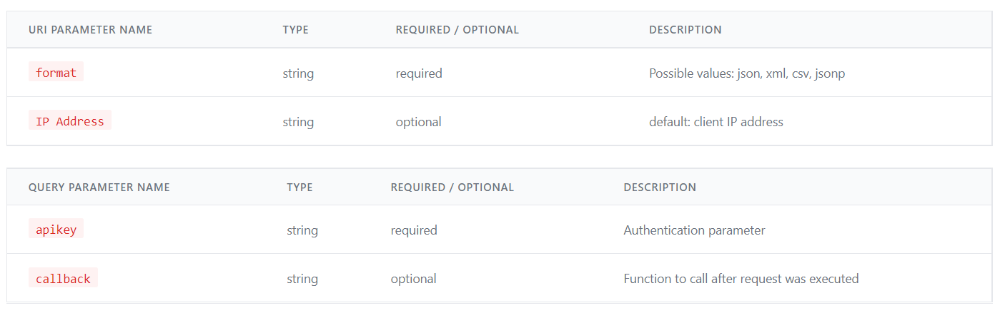 URI PARAMETER NAME TYPE REQUIRED / OPTIONAL DESCRIPTION
format string required Possible values: json, xml, csv, jsonp
IP Address string optional default: client IP address
QUERY PARAMETER NAME TYPE REQUIRED / OPTIONAL DESCRIPTION
apikey string required Authentication parameter
callback string optional Function to call after request was executed